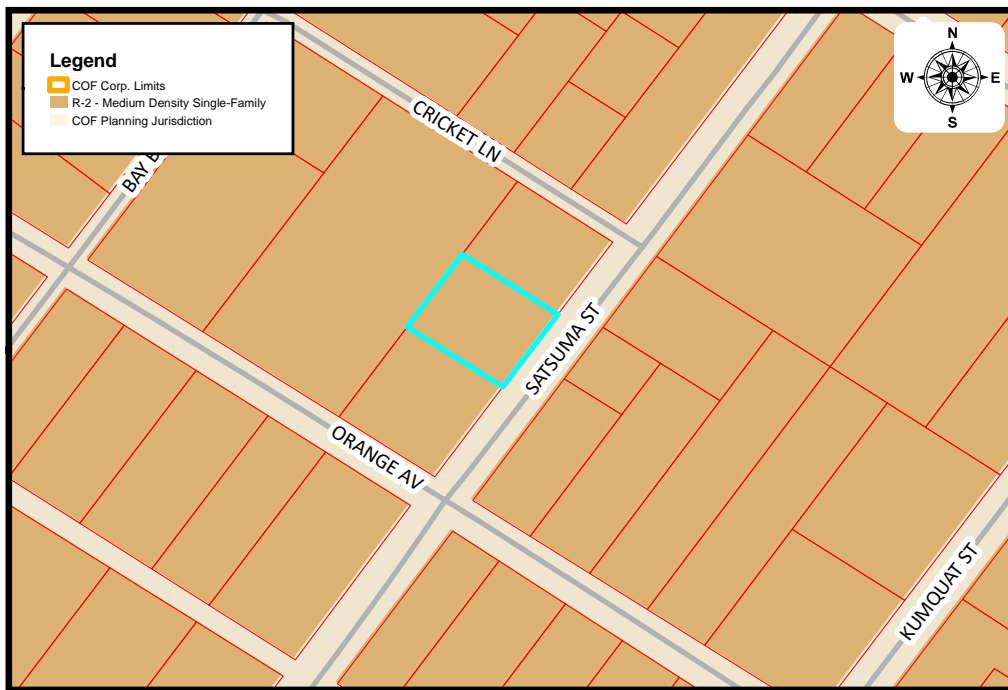 Legend
COF Corp. Limits
R-2 - Medium Density Single-Family
COF Planning Jurisdiction
N
W E
S
CRICKET LN
BAY
SATSUMA ST
ORANGE AV
KUMQUAT ST